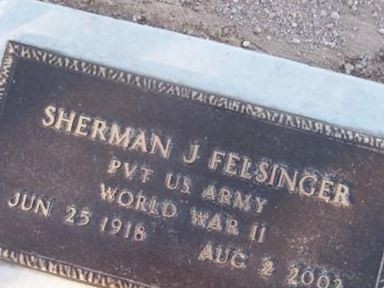 SHERMAN J FELSINGER
PVT US ARMY
WORLD WAR II
JUN 25 1918 AUG 2 2002